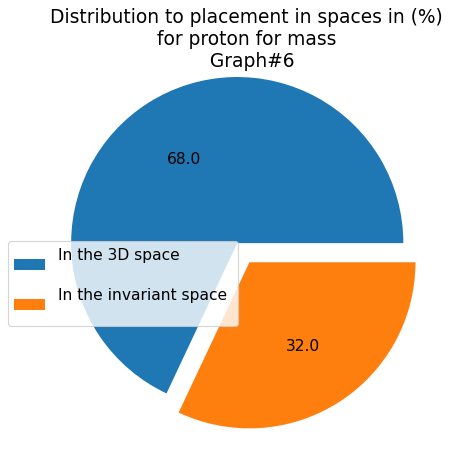 Distribution to placement in spaces in (%)
for proton for mass
Graph#6
68.0
In the 3D space
In the invariant space
32.0